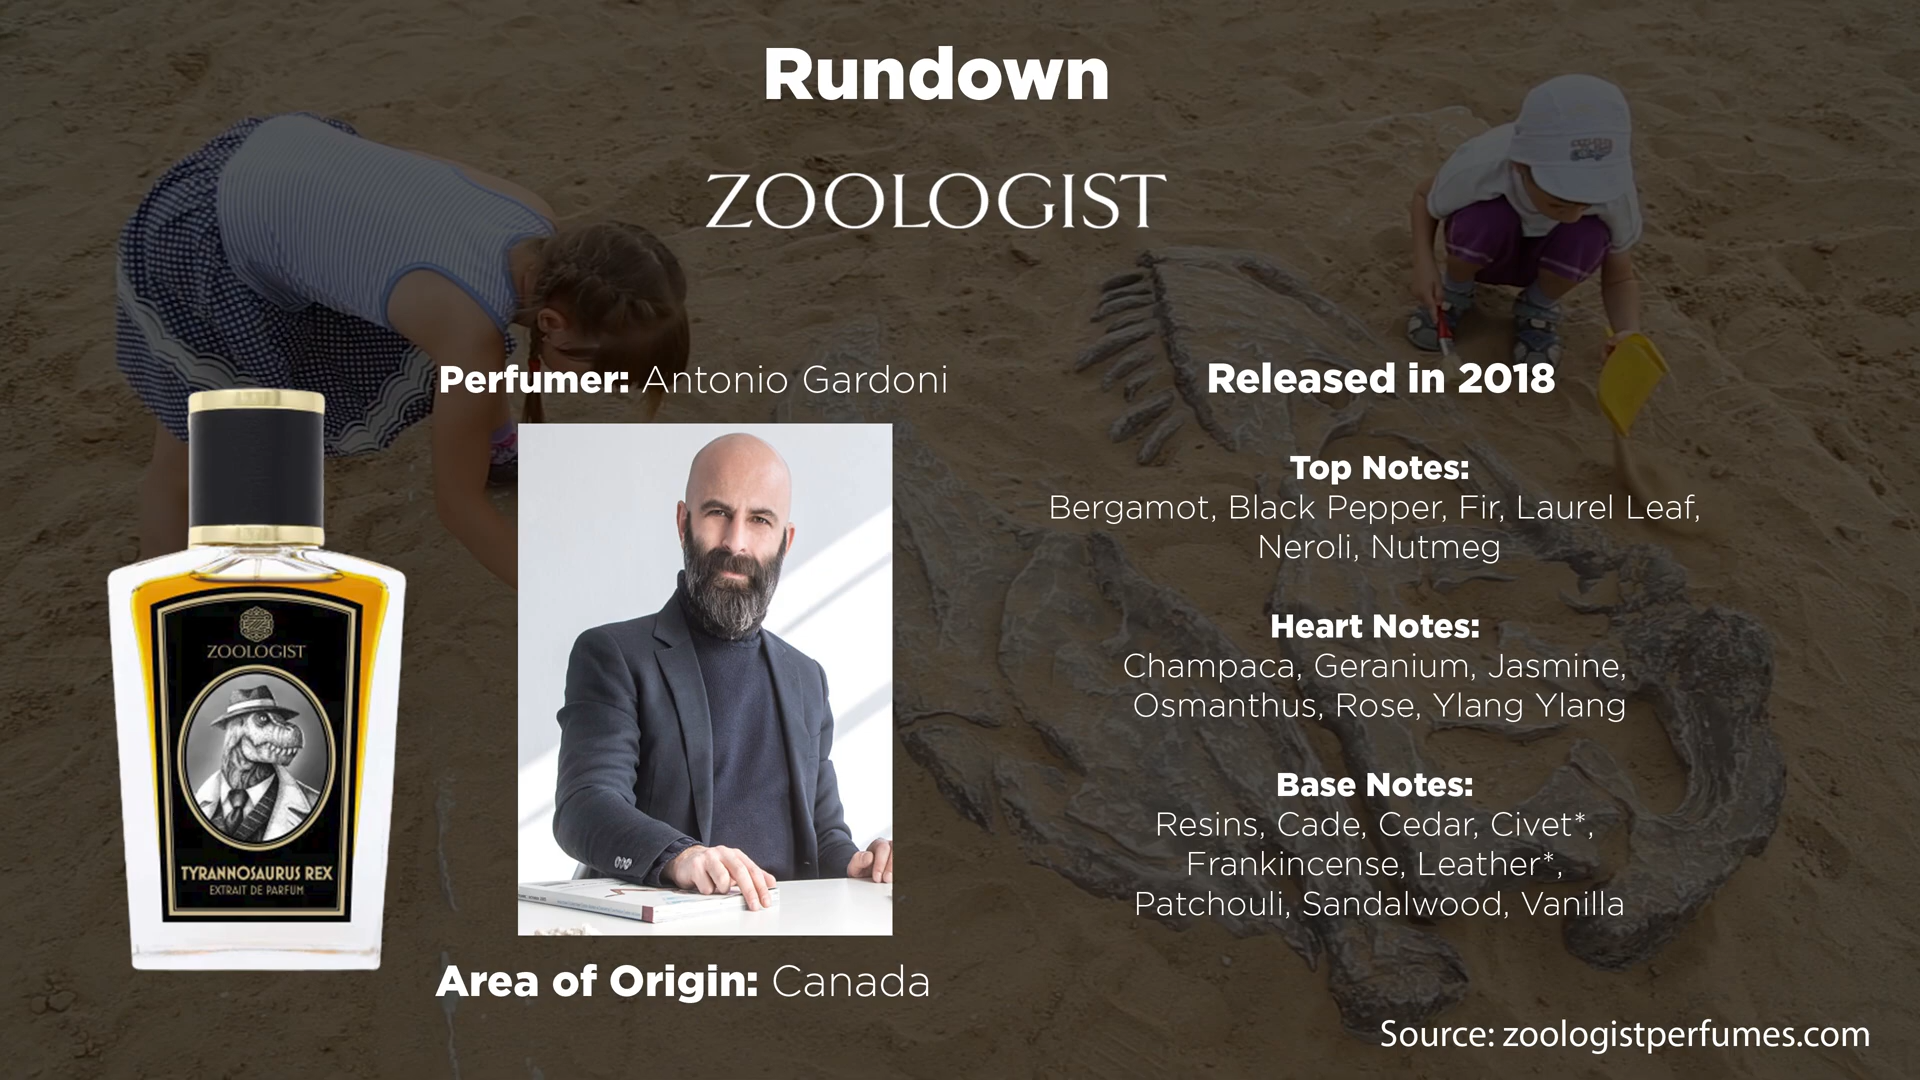 Rundown
ZOOLOGIST
Perfumer: Antonio Gardoni
ZOOLOGIST
TYRANNOSAURUS REX
EXTRAIT DE PARFUM
Area of Origin: Canada
Released in 2018
Top Notes:
Bergamot, Black Pepper, Fir, Laurel Leaf,
Neroli, Nutmeg
Heart Notes:
Champaca, Geranium, Jasmine,
Osmanthus, Rose, Ylang Ylang
Base Notes:
Resins, Cade, Cedar, Civet*,
Frankincense, Leather*,
Patchouli, Sandalwood, Vanilla
Source: zoologistperfumes.com